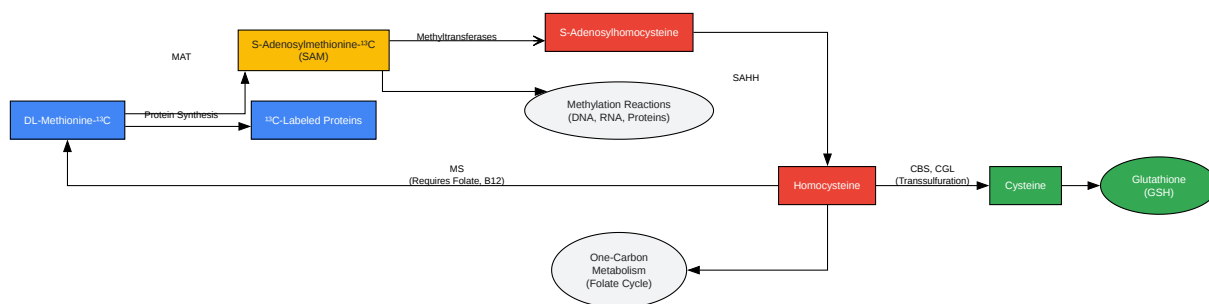 S-Adenosylmethionine-¹³C
(SAM)
Methyltransferases
S-Adenosylhomocysteine
MAT
SAHH
DL-Methionine-¹³C
Protein Synthesis
¹³C-Labeled Proteins
Methylation Reactions
(DNA, RNA, Proteins)
MS
(Requires Folate, B12)
Homocysteine
CBS, CGL
(Transsulfuration)
Cysteine
Glutathione
(GSH)
One-Carbon
Metabolism
(Folate Cycle)